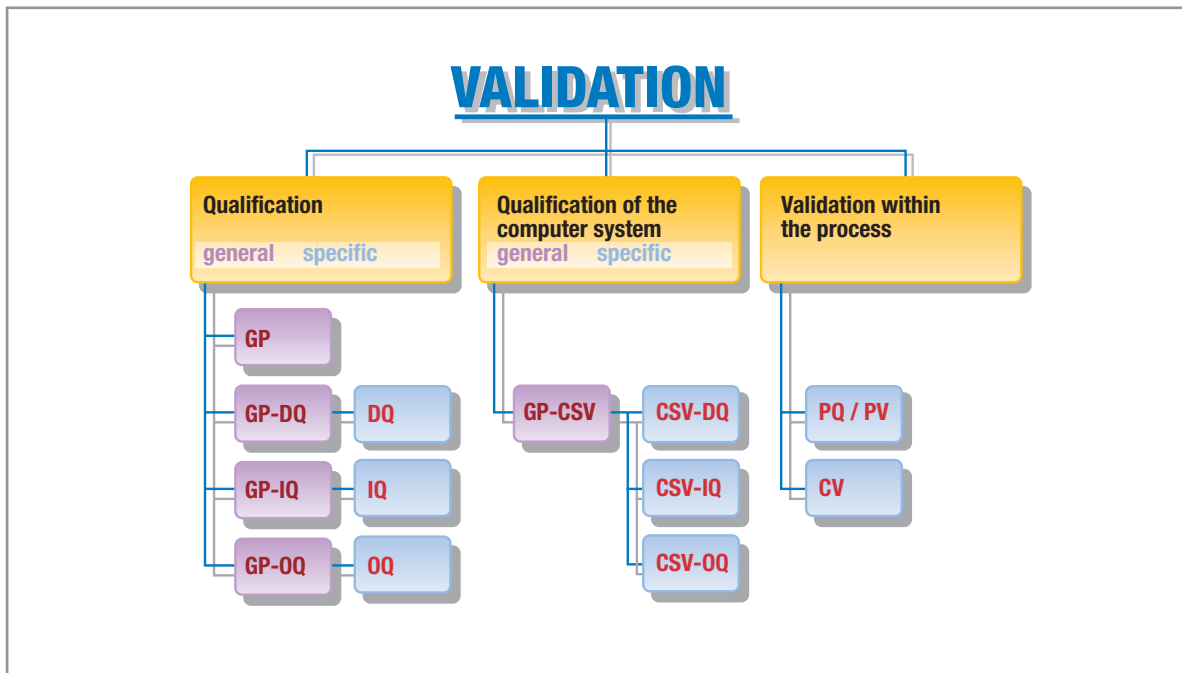 VALIDATION
Qualification
general specific
GP
GP-DQ DQ
GP-IQ IQ
GP-OQ OQ
Qualification of the
computer system
general specific
GP-CSV CSV-DQ
CSV-IQ
CSV-OQ
Validation within
the process
PQ / PV
CV